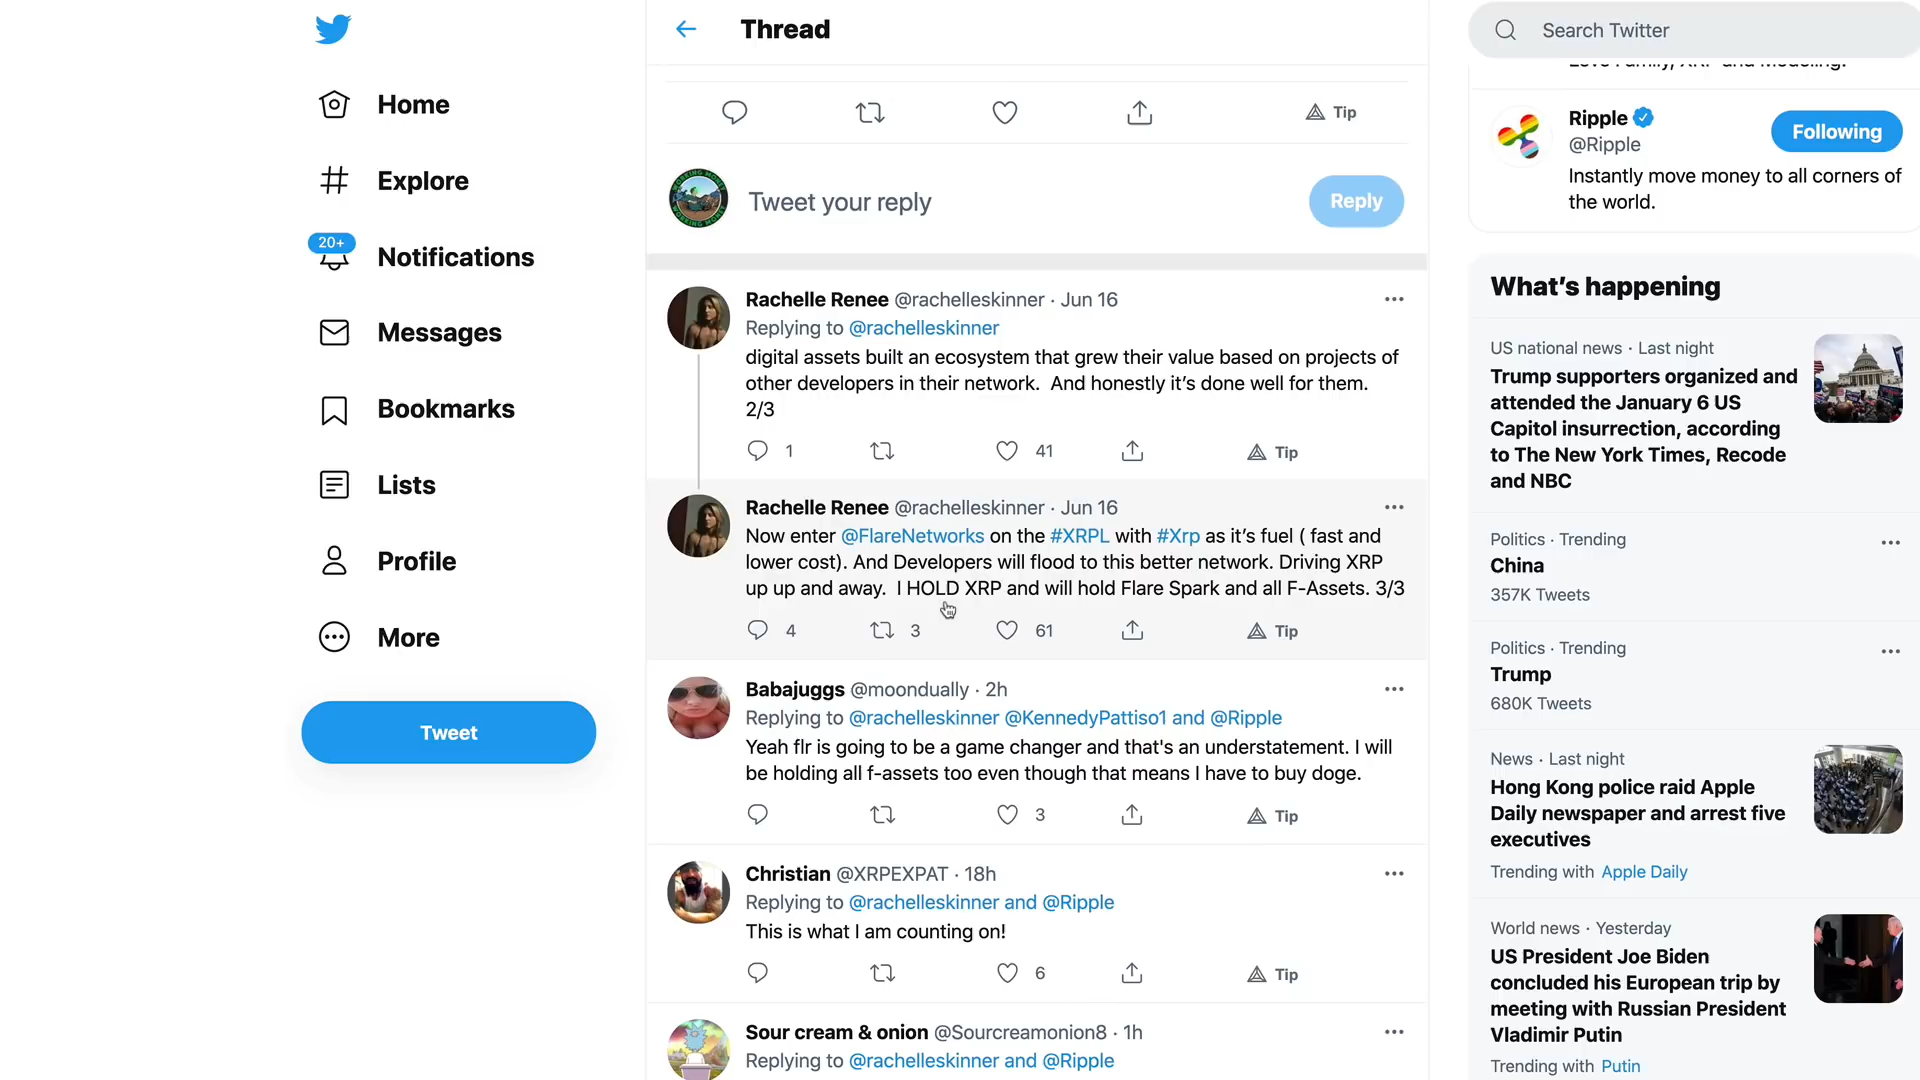 Thread
Search Twitter
Home
Explore
20+
Notifications
Messages
Bookmarks
Lists
Profile
More
Tweet
Tip
Tweet your reply
Reply
Rachelle Renee @rachelleskinner · Jun 16
Replying to @rachelleskinner
digital assets built an ecosystem that grew their value based on projects of
other developers in their network. And honestly it's done well for them.
2/3
1
41
Tip
Rachelle Renee @rachelleskinner · Jun 16
Now enter @FlareNetworks on the #XRPL with #Xrp as it's fuel ( fast and
lower cost). And Developers will flood to this better network. Driving XRP
up up and away. I HOLD XRP and will hold Flare Spark and all F-Assets. 3/3
4
3
61
Tip
Babajuggs @moondually · 2h
Replying to @rachelleskinner @KennedyPattiso1 and @Ripple
Yeah flr is going to be a game changer and that's an understatement. I will
be holding all f-assets too even though that means I have to buy doge.
3
Tip
Christian @XRPEXPAT · 18h
Replying to @rachelleskinner and @Ripple
This is what I am counting on!
6
Tip
Sour cream & onion @Sourcreamonion8 · 1h
Replying to @rachelleskinner and @Ripple
Ripple
@Ripple
Following
Instantly move money to all corners of
the world.
What's happening
US national news · Last night
Trump supporters organized and
attended the January 6 US
Capitol insurrection, according
to The New York Times, Recode
and NBC
Politics · Trending
China
357K Tweets
Politics · Trending
Trump
680K Tweets
News · Last night
Hong Kong police raid Apple
Daily newspaper and arrest five
executives
Trending with Apple Daily
World news · Yesterday
US President Joe Biden
concluded his European trip by
meeting with Russian President
Vladimir Putin
Trending with Putin